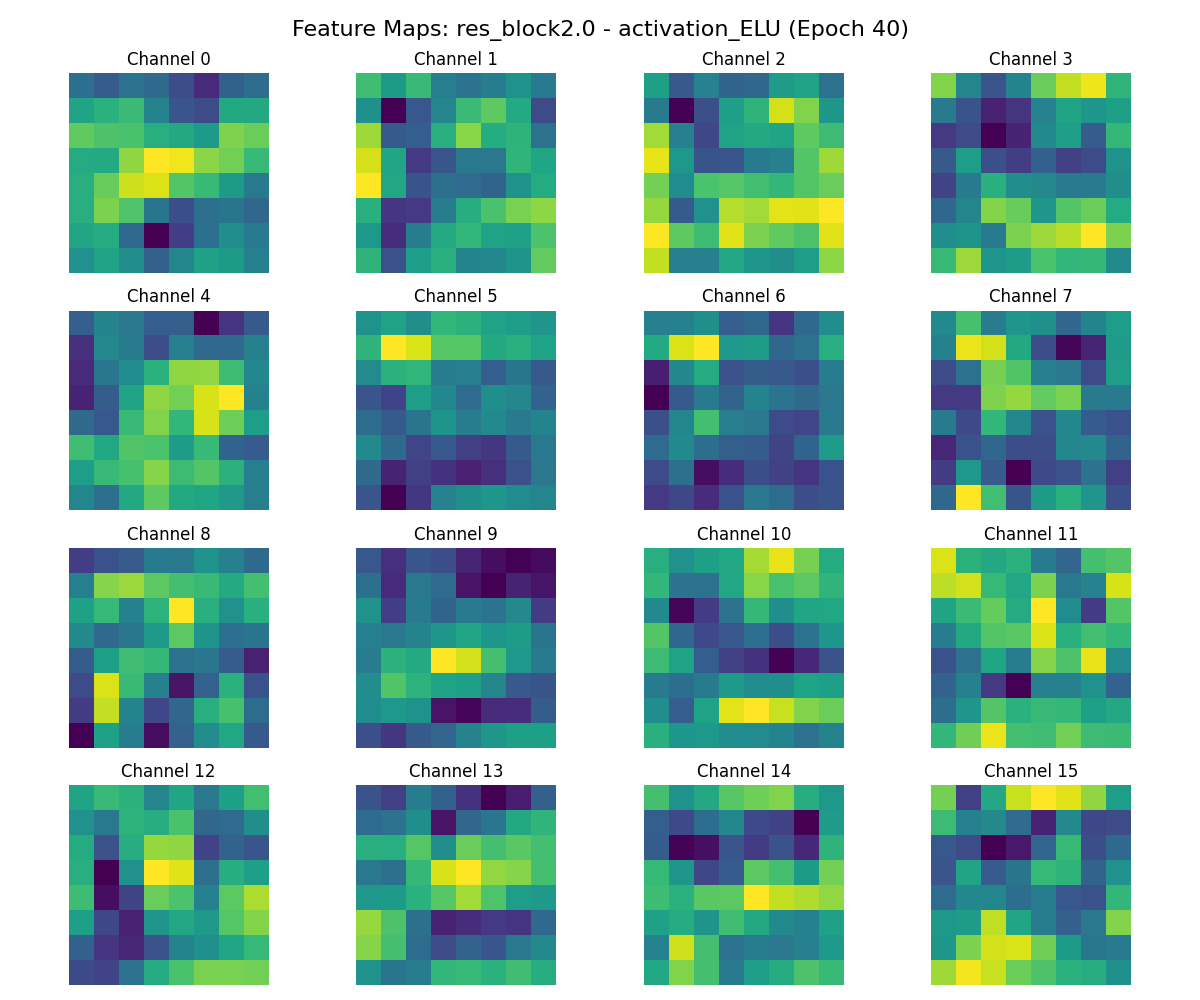 Feature Maps: res_block2.0 - activation_ELU (Epoch 40)
Channel 0
Channel 1
Channel 2
Channel 3
Channel 4
Channel 5
Channel 6
Channel 7
Channel 8
Channel 9
Channel 10
Channel 11
Channel 12
Channel 13
Channel 14
Channel 15